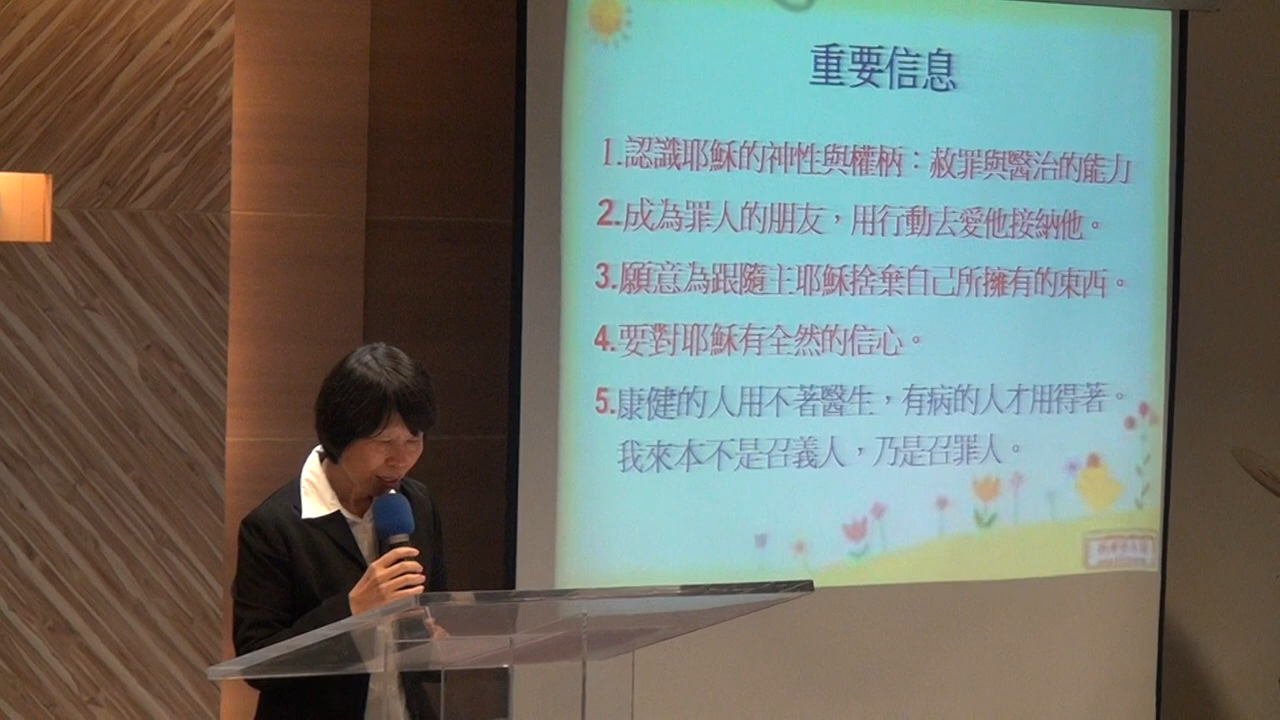 重要信息
1.認識耶穌的神性與權柄：赦罪與醫治的能力
2.成為罪人的朋友，用行動去愛他接納他。
3.願意為跟隨主耶穌捨棄自己所擁有的東西。
4.要對耶穌有全然的信心。
5.康健的人用不著醫生，有病的人才用得著。
我來本不是召義人，乃是召罪人。